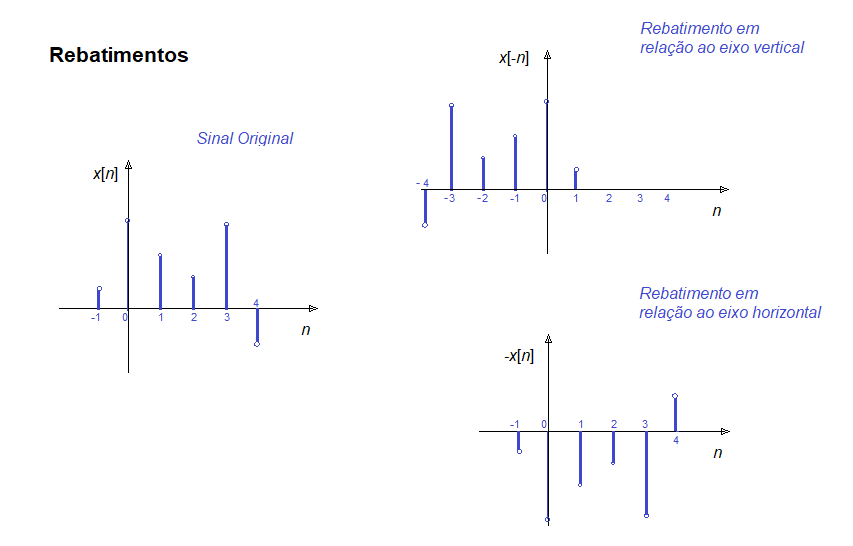 Rebatimentos
Sinal Original
x[n]
4
-1 0 1 2 3
n
Rebatimento em
relação ao eixo vertical
x[-n]
-4
-3 -2 -1 0 1 2 3 4
n
Rebatimento em
relação ao eixo horizontal
-x[n]
-1 0 1 2 3
4
n